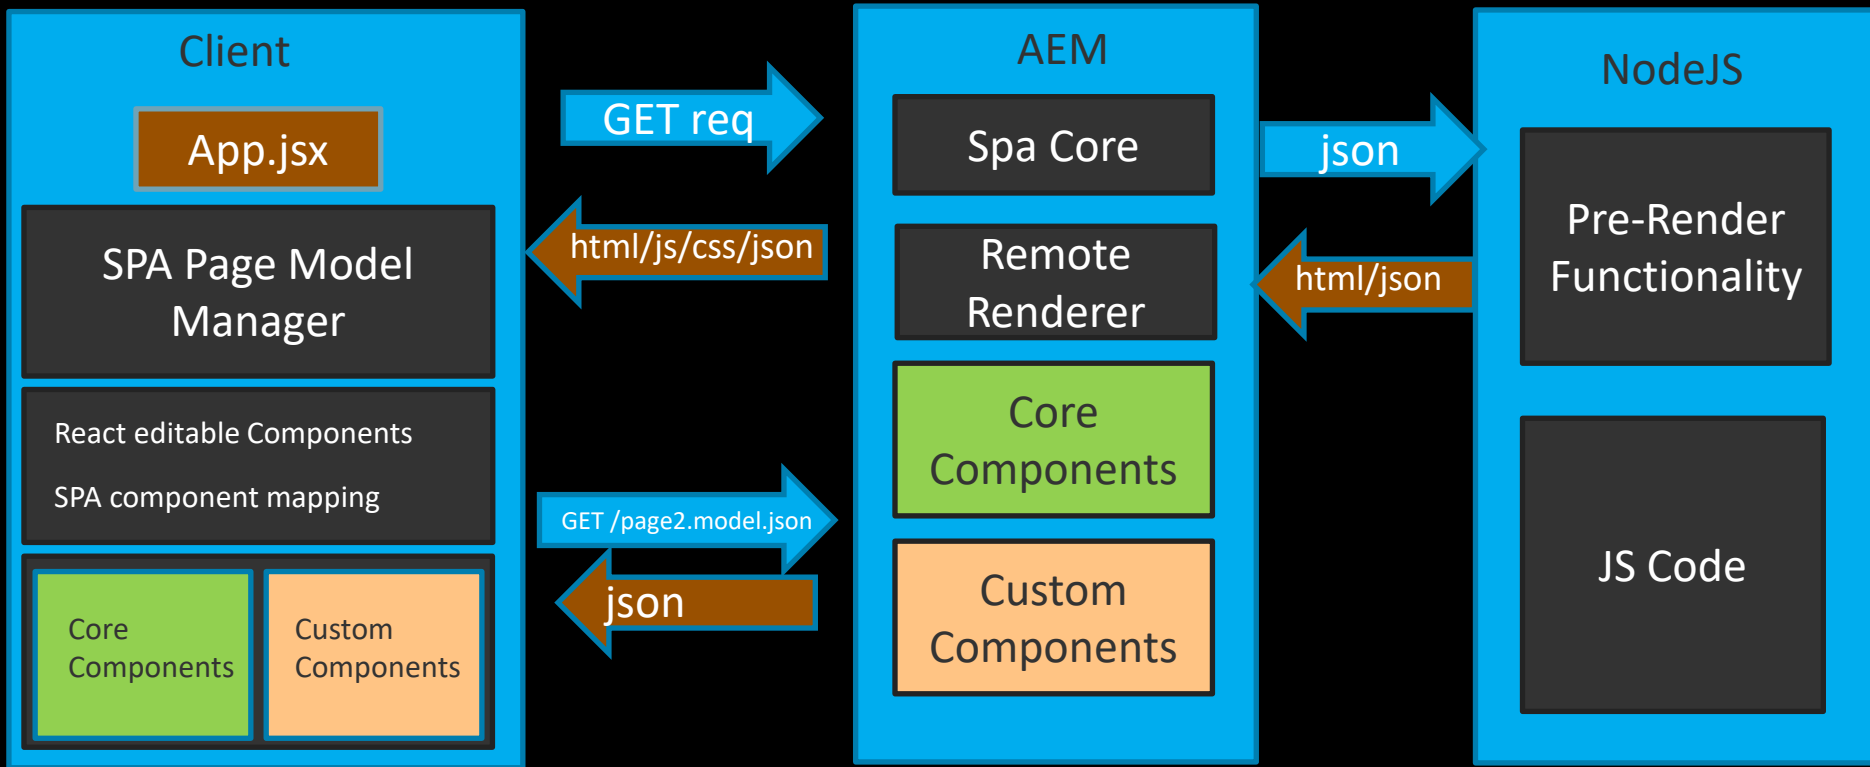 Client
App.jsx
SPA Page Model
Manager
React editable Components
SPA component mapping
Core
Components
Custom
Components
GET req
html/js/css/json
GET /page2.model.json
json
AEM
Spa Core
Remote
Renderer
Core
Components
Custom
Components
json
html/json
NodeJS
Pre-Render
Functionality
JS Code